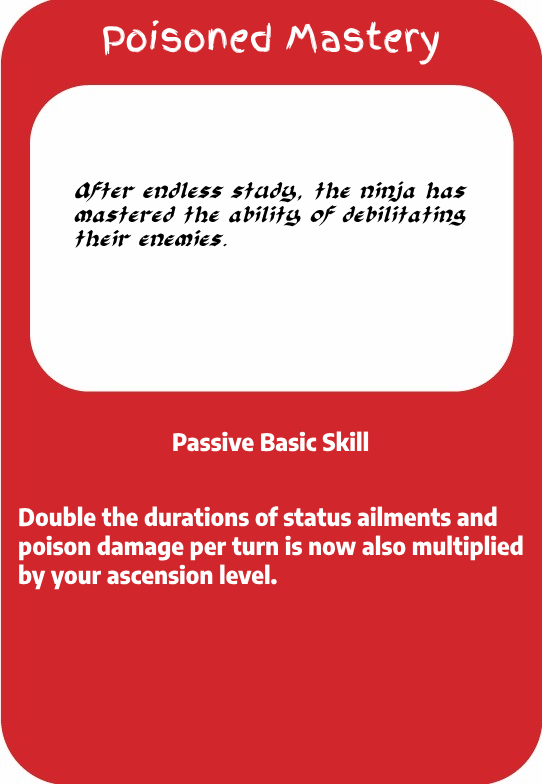 Poisoned Mastery
After endless study, the ninja has
mastered the ability of debilitating
their enemies.
Passive Basic Skill
Double the durations of status ailments and
poison damage per turn is now also multiplied
by your ascension level.